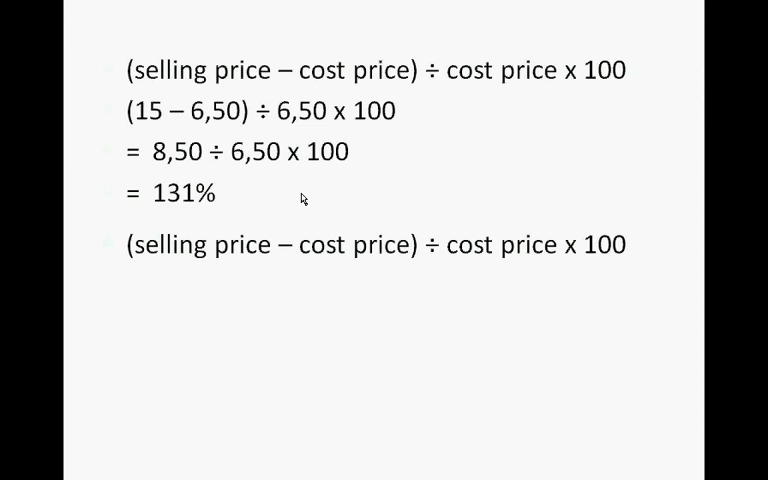 (selling price – cost price) ÷ cost price x 100
(15 – 6,50) ÷ 6,50 x 100
= 8,50 ÷ 6,50 x 100
= 131%
(selling price – cost price) ÷ cost price x 100